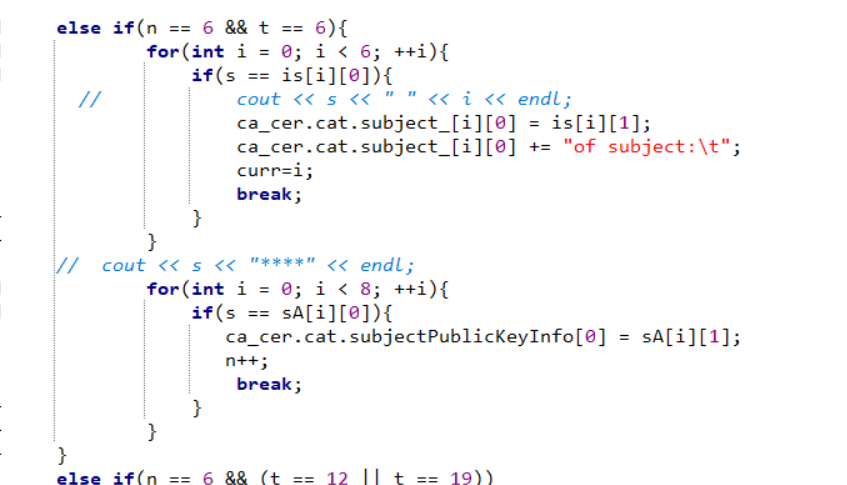 else if(n == 6 && t == 6){
for(int i = 0; i < 6; ++i){
if(s == is[i][0]){
// cout << s << " " << i << endl;
ca_cer.cat.subject_[i][0] = is[i][1];
ca_cer.cat.subject_[i][0] += "of subject:\t";
curr=i;
break;
}
}
// cout << s << "****" << endl;
for(int i = 0; i < 8; ++i){
if(s == sA[i][0]){
ca_cer.cat.subjectPublicKeyInfo[0] = sA[i][1];
n++;
break;
}
}
}
else if(n == 6 && (t == 12 || t == 19))